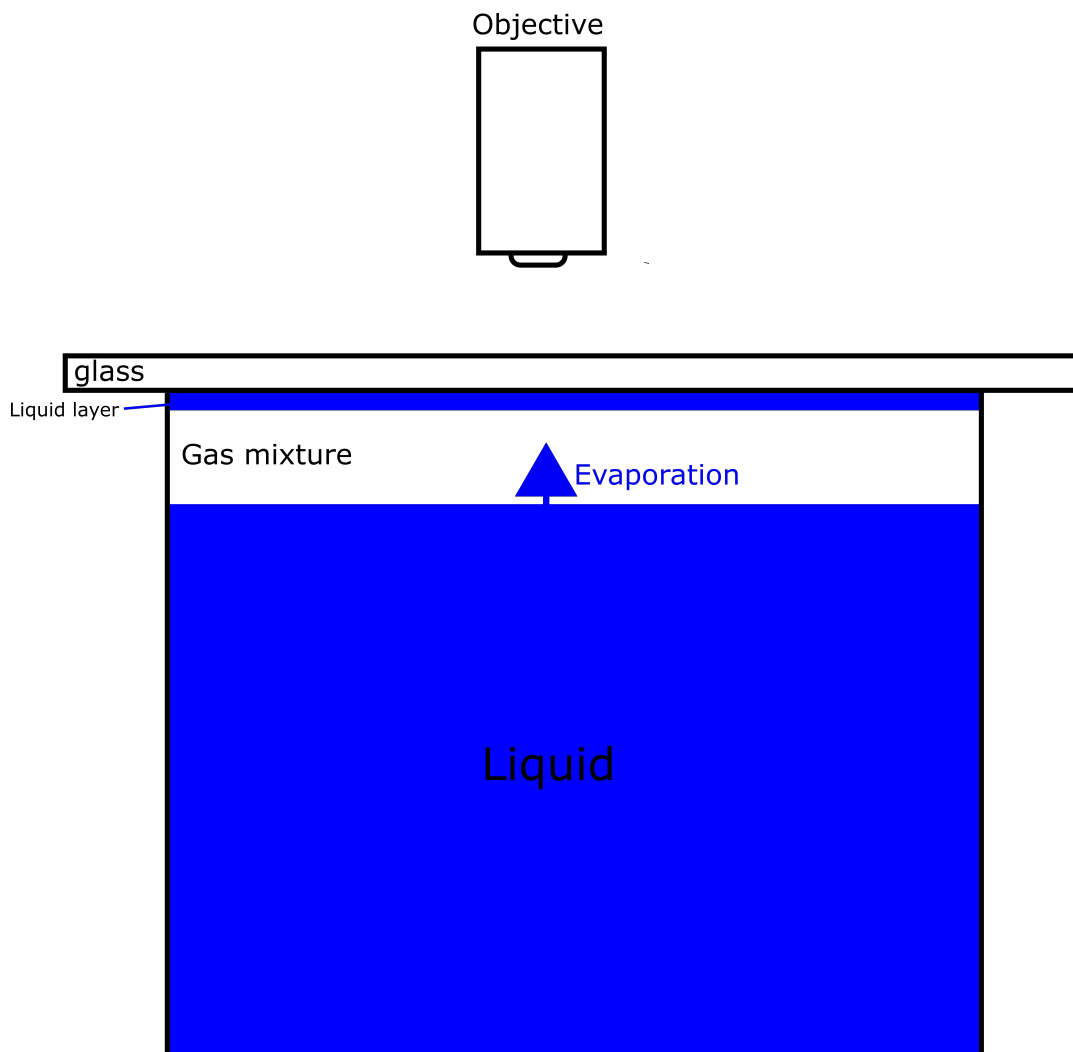 Objective
glass
Liquid layer
Gas mixture
Evaporation
Liquid